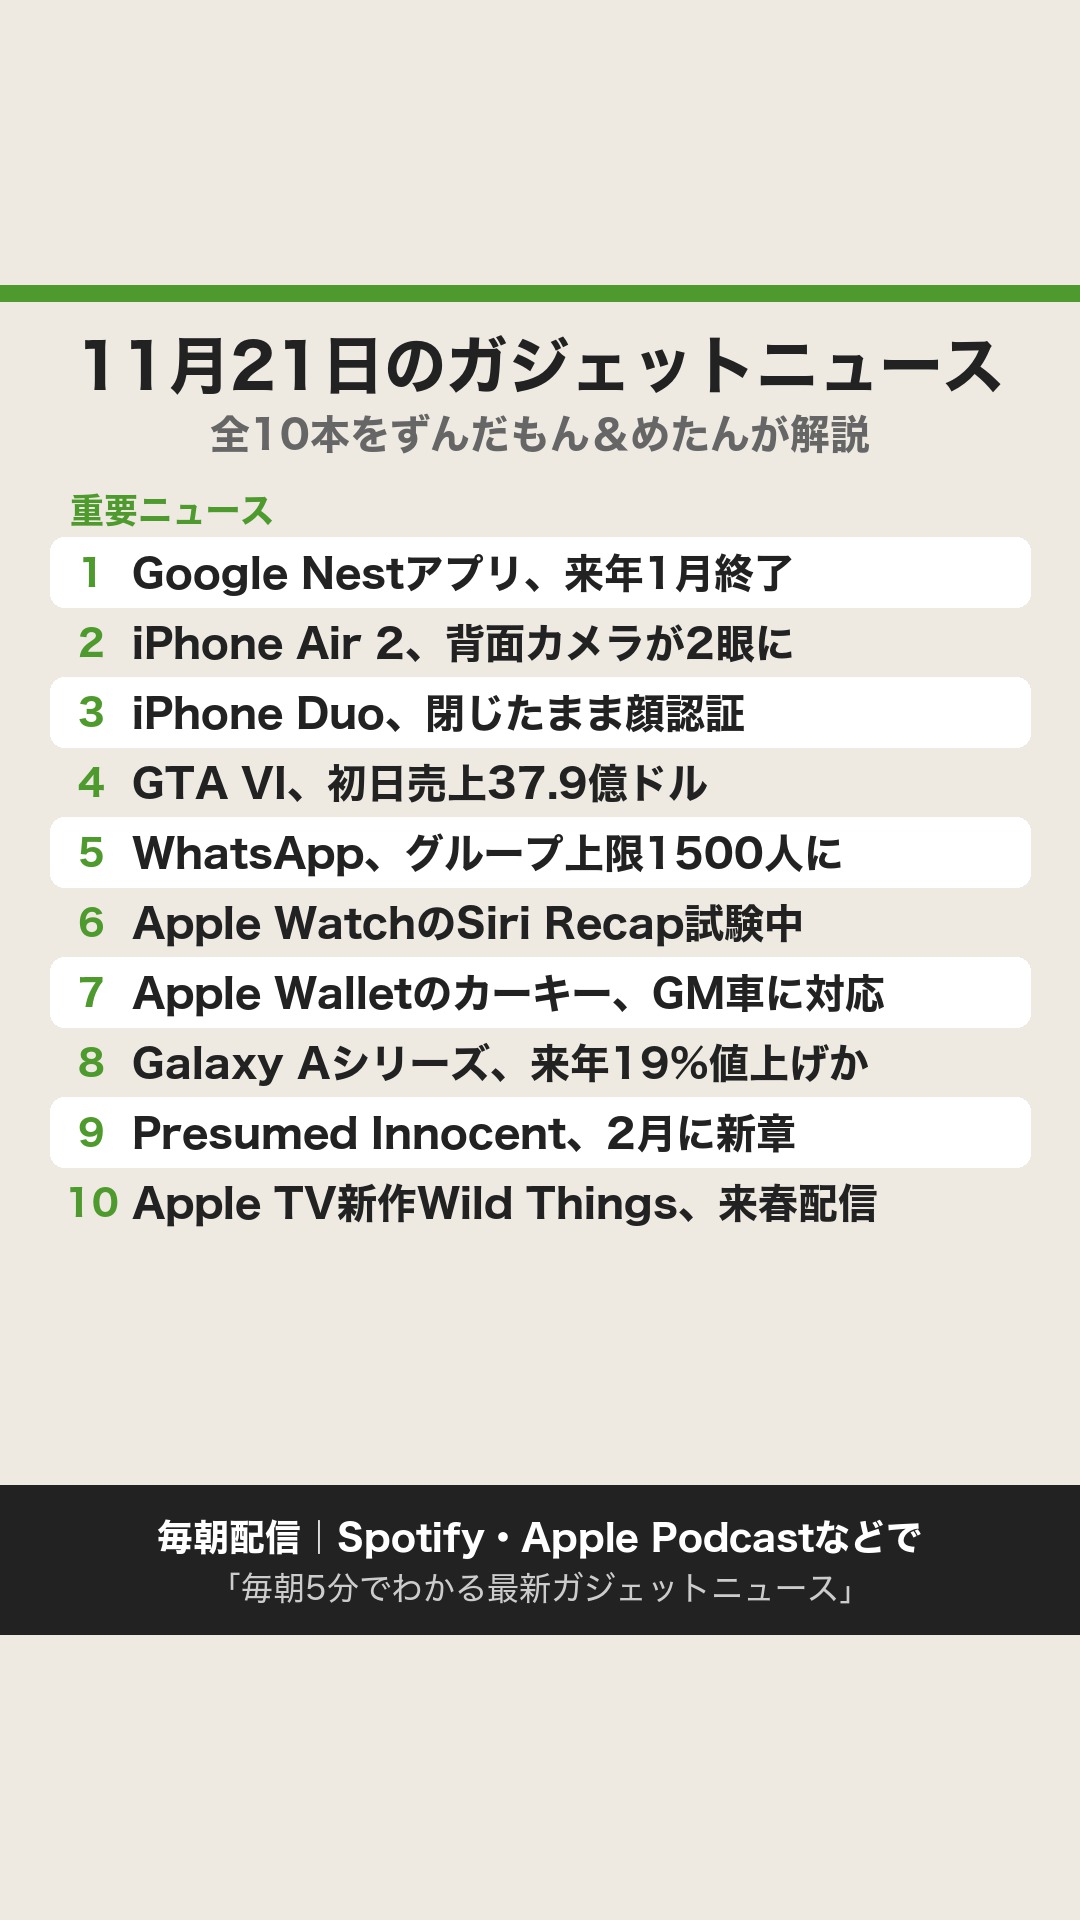 11月21日のガジェットニュース
全10本をずんだもん＆めたんが解説
重要ニュース
1 Google Nestアプリ、来年1月終了
2 iPhone Air 2、背面カメラが2眼に
3 iPhone Duo、閉じたまま顔認証
4 GTA VI、初日売上37.9億ドル
5 WhatsApp、グループ上限1500人に
6 Apple WatchのSiri Recap試験中
7 Apple Walletのカーキー、GM車に対応
8 Galaxy Aシリーズ、来年19%値上げか
9 Presumed Innocent、2月に新章
10 Apple TV新作Wild Things、来春配信
毎朝配信｜Spotify・Apple Podcastなどで
「毎朝5分でわかる最新ガジェットニュース」